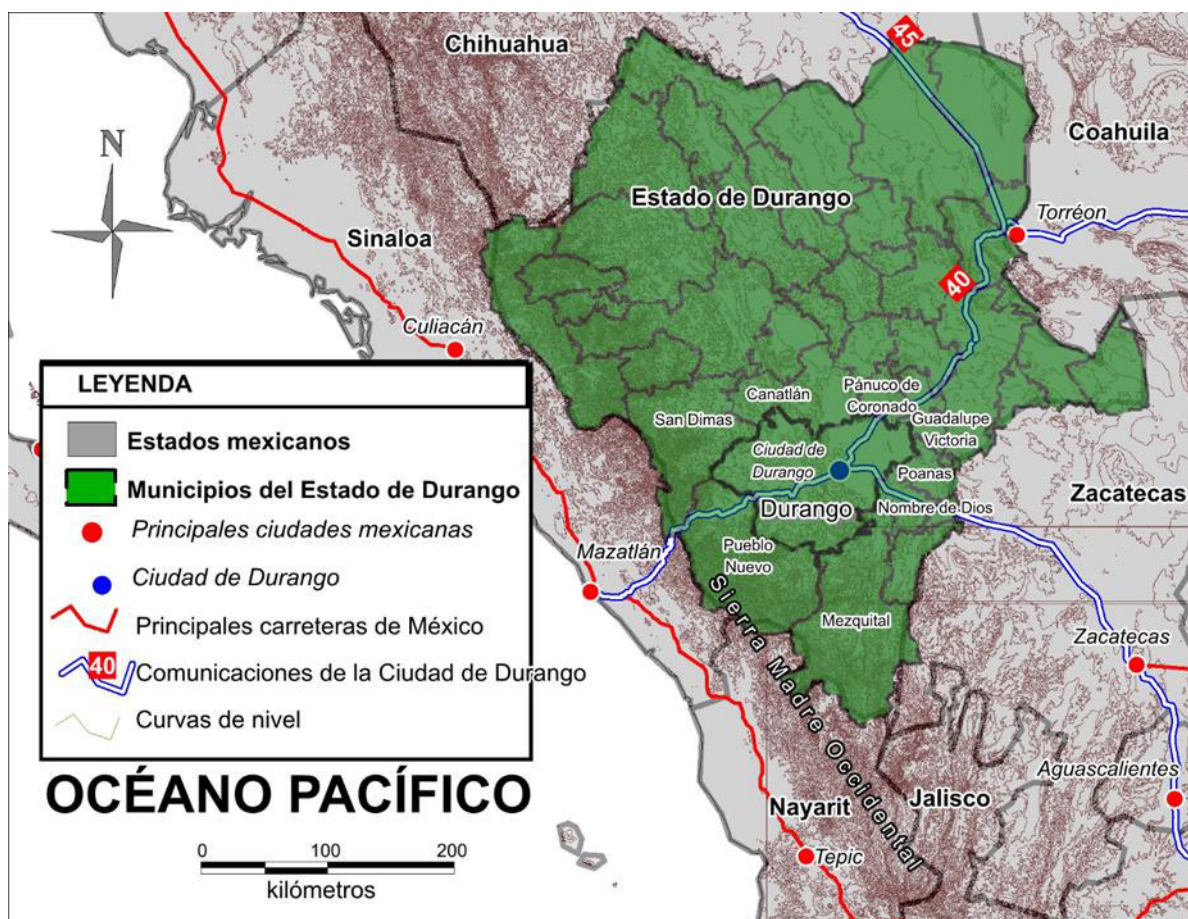 Chihuahua
45
Coahuila
N
Estado de Durango
Torréon
Sinaloa
40
Culiacán
LEYENDA
Estados mexicanos
Municipios del Estado de Durango
Principales ciudades mexicanas
Ciudad de Durango
Principales carreteras de México
40
Comunicaciones de la Ciudad de Durango
Curvas de nivel
Canatlán
Pánuco de
Coronado
San Dimas
Guadalupe
Victoria
Ciudad de
Durango
Poanas
Zacatecas
Durango
Nombre de Dios
Mazatlán
Pueblo
Nuevo
Mezquital
Sierra Madre Occidental
Zacatecas
Aguascalientes
OCÉANO PACÍFICO
Nayarit
Jalisco
Tepic
0 100 200
kilómetros